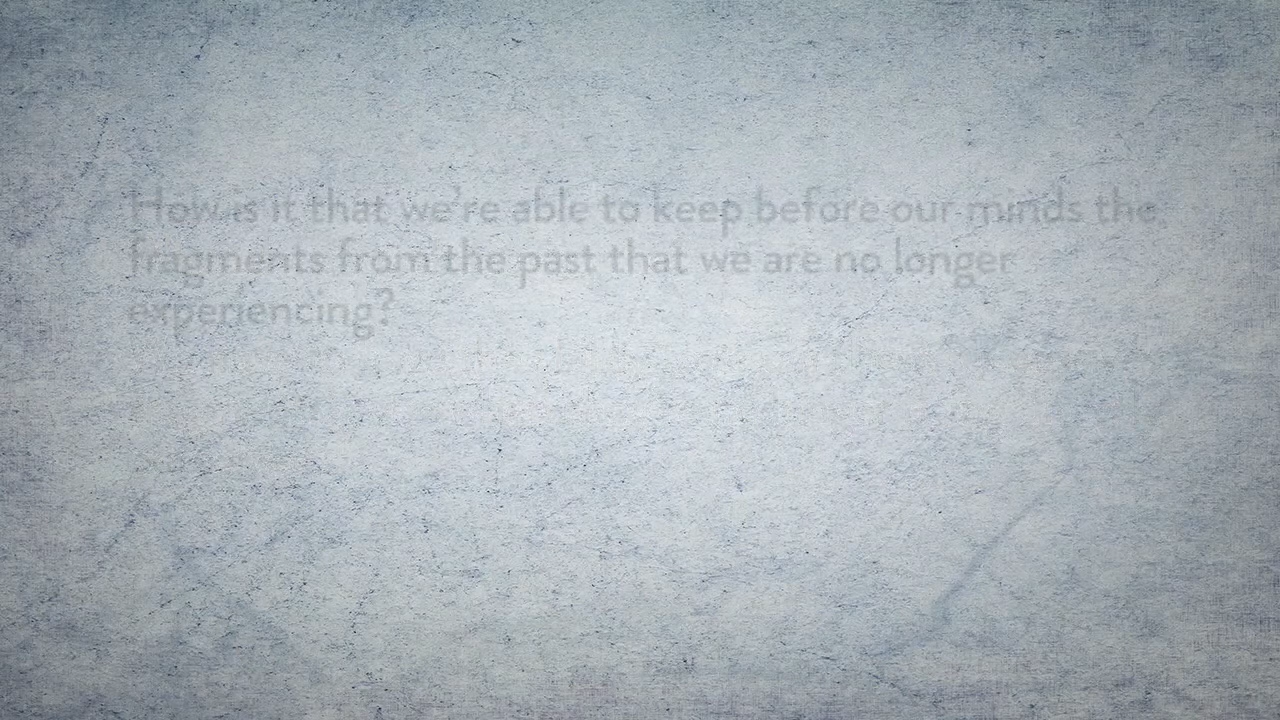 How is it that we're able to keep before our minds the
fragments from the past that we are no longer
experiencing?